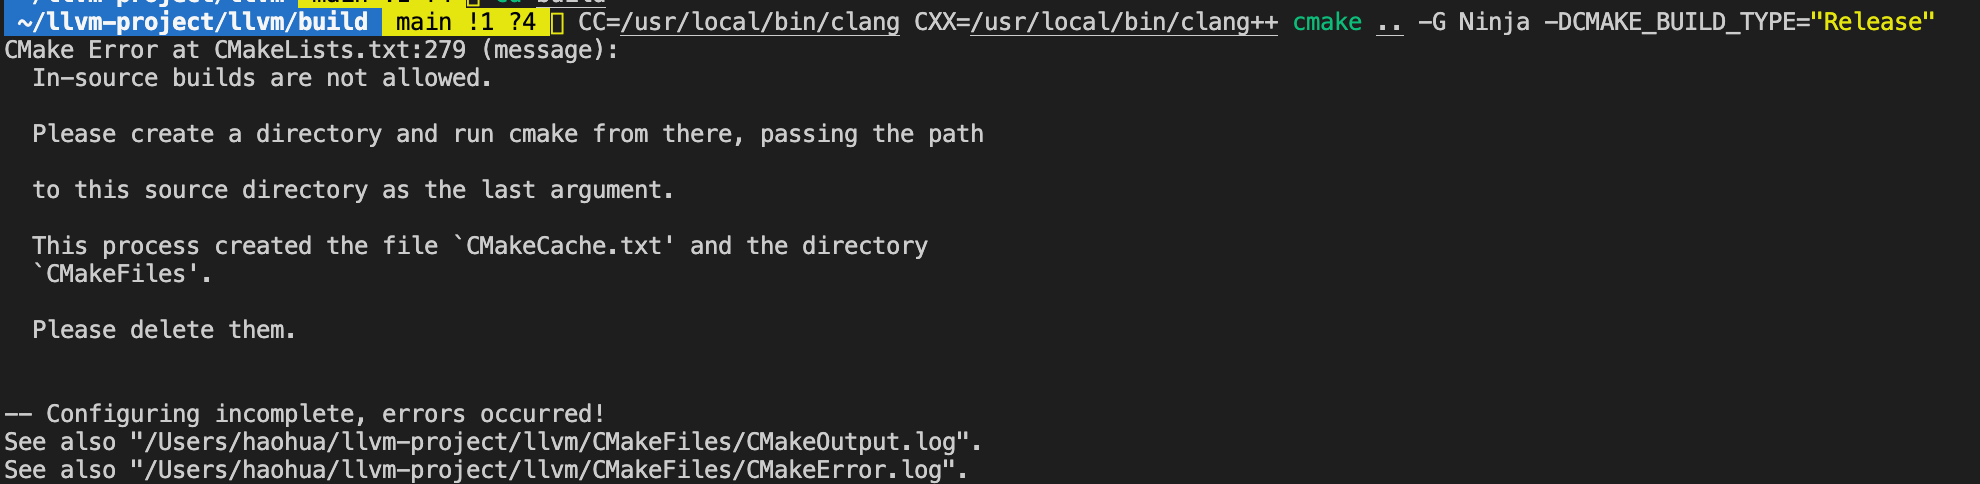 ~/llvm-project/llvm/build main !1 ?4 CC=/usr/local/bin/clang CXX=/usr/local/bin/clang++ cmake .. -G Ninja -DCMAKE_BUILD_TYPE="Release"
CMake Error at CMakeLists.txt:279 (message):
In-source builds are not allowed.
Please create a directory and run cmake from there, passing the path
to this source directory as the last argument.
This process created the file `CMakeCache.txt' and the directory
`CMakeFiles'.
Please delete them.
-- Configuring incomplete, errors occurred!
See also "/Users/haohua/llvm-project/llvm/CMakeFiles/CMakeOutput.log".
See also "/Users/haohua/llvm-project/llvm/CMakeFiles/CMakeError.log".